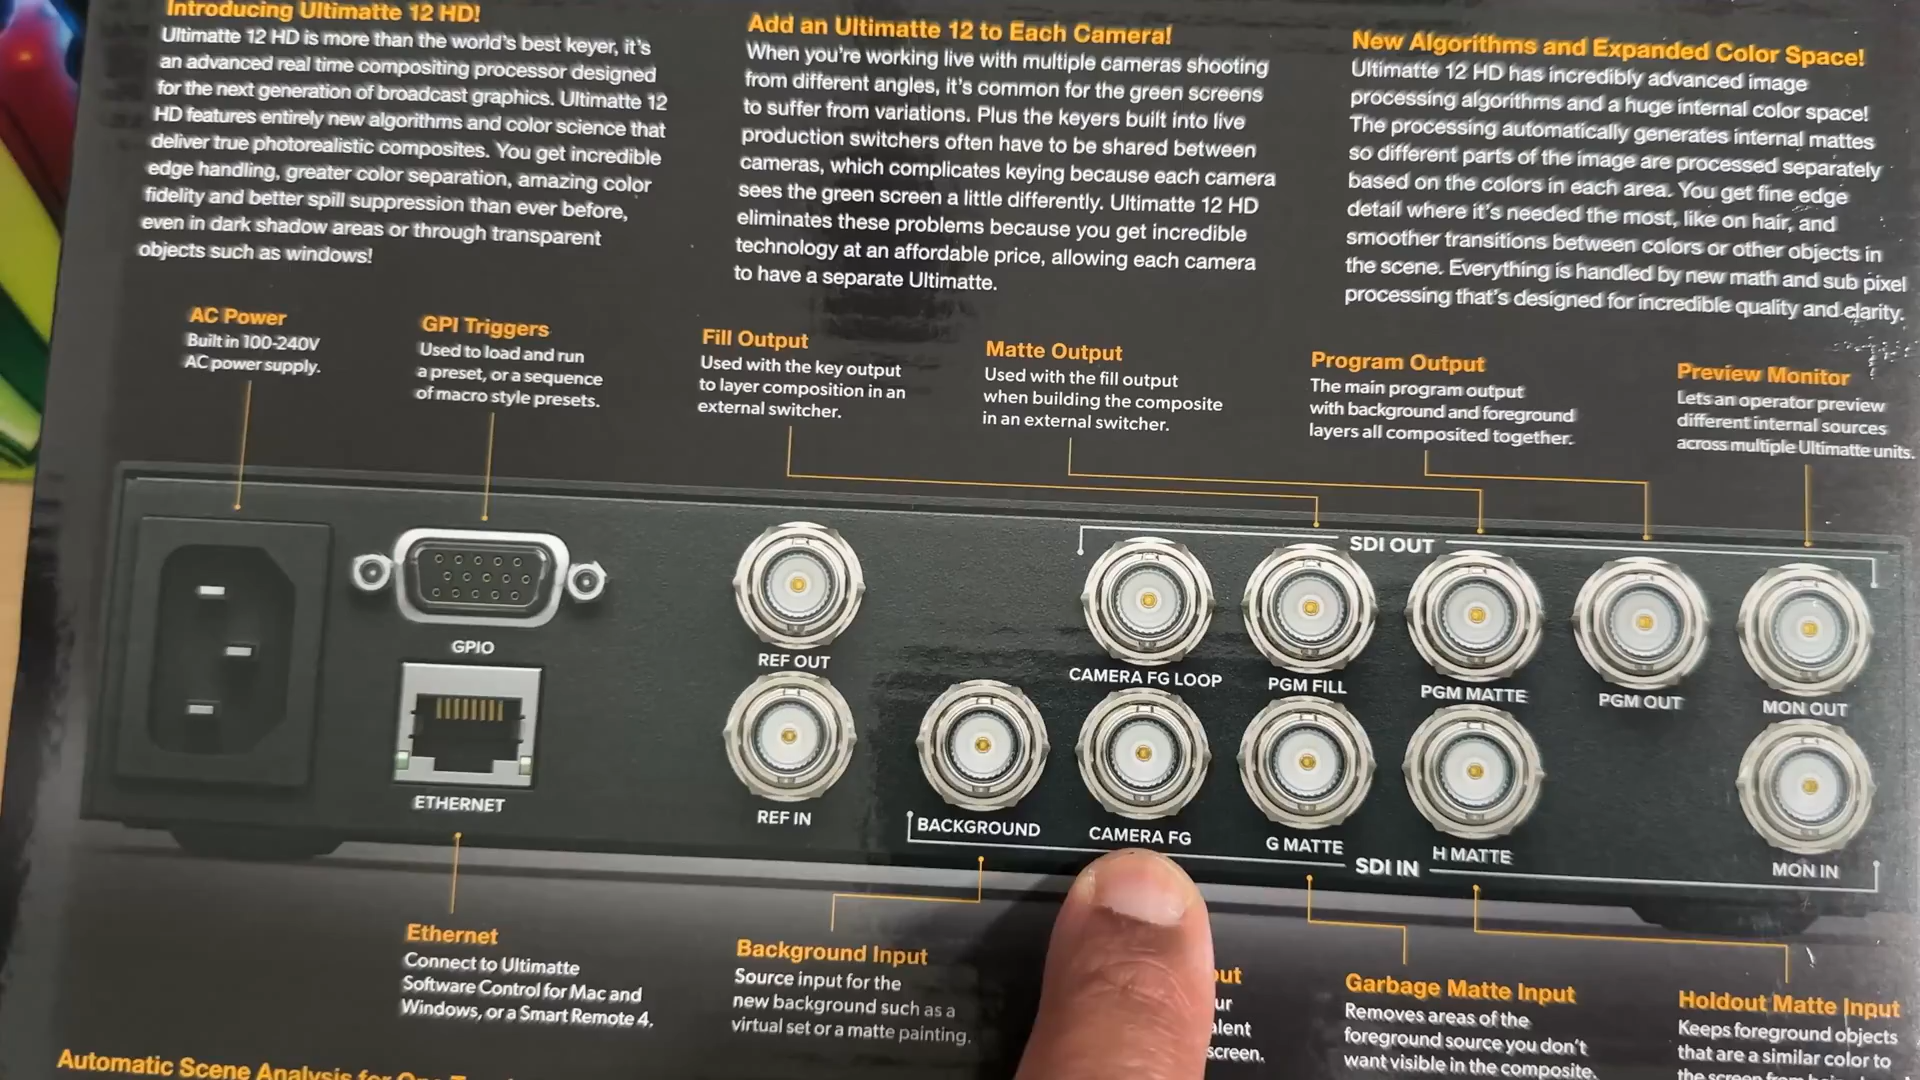 Introducing Ultimatte 12 HD!
Ultimatte 12 HD is more than the world's best keyer, it's
an advanced real time compositing processor designed
for the next generation of broadcast graphics. Ultimatte 12
HD features entirely new algorithms and color science that
deliver true photorealistic composites. You get incredible
edge handling, greater color separation, amazing color
fidelity and better spill suppression than ever before,
even in dark shadow areas or through transparent
objects such as windows!
Add an Ultimatte 12 to Each Camera!
When you're working live with multiple cameras shooting
from different angles, it's common for the green screens
to suffer from variations. Plus the keyers built into live
production switchers often have to be shared between
cameras, which complicates keying because each camera
sees the green screen a little differently. Ultimatte 12 HD
eliminates these problems because you get incredible
technology at an affordable price, allowing each camera
to have a separate Ultimatte.
New Algorithms and Expanded Color Space!
Ultimatte 12 HD has incredibly advanced image
processing algorithms and a huge internal color space!
The processing automatically generates internal mattes
so different parts of the image are processed separately
based on the colors in each area. You get fine edge
detail where it's needed the most, like on hair, and
smoother transitions between colors or other objects in
the scene. Everything is handled by new math and sub pixel
processing that's designed for incredible quality and clarity.
AC Power
Built in 100-240V
AC power supply.
GPI Triggers
Used to load and run
a preset, or a sequence
of macro style presets.
Fill Output
Used with the key output
to layer composition in an
external switcher.
Matte Output
Used with the fill output
when building the composite
in an external switcher.
Program Output
The main program output
with background and foreground
layers all composited together.
Preview Monitor
Lets an operator preview
different internal sources
across multiple Ultimatte units.
SDI OUT
GPIO
REF OUT
CAMERA FG LOOP
PGM FILL
PGM MATTE
PGM OUT
MON OUT
ETHERNET
REF IN
BACKGROUND
CAMERA FG
G MATTE
H MATTE
MON IN
SDI IN
Ethernet
Connect to Ultimatte
Software Control for Mac and
Windows, or a Smart Remote 4.
Background Input
Source input for the
new background such as a
virtual set or a matte painting.
screen.
Garbage Matte Input
Removes areas of the
foreground source you don't
want visible in the composite.
Holdout Matte Input
Keeps foreground objects
that are a similar color to
the screen from
Automatic Scene Analysis for One